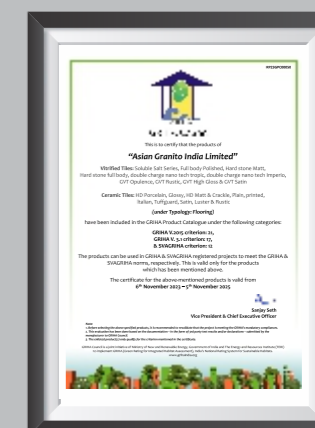 This is to certify that the products of
"Asian Granito India Limited"
Vitrified Tiles: Soluble Salt Series, Full body Polished, Hard stone Matt,
Hard stone full body, double charge nano tech tropic, double charge nano tech Imperio,
GVT Opulence, GVT Rustic, GVT High Gloss & GVT Satin
Ceramic Tiles: HD Porcelain, Glossy, HD Matt & Crackle, Plain, printed,
Italian, Tuffguard, Satin, Luster & Rustic
(under Typology: Flooring)
have been included in the GRIHA Product Catalogue under the following categories:
GRIHA V.2015 criterion: 21,
GRIHA V. 3.1 criterion: 17,
& SVAGRIHA criterion: 12
The products can be used in GRIHA & SVAGRIHA registered projects to meet the GRIHA &
SVAGRIHA norms, respectively. This is valid only for the products
which has been mentioned above.
The certificate for the above-mentioned products is valid from
6th November 2023 – 5th November 2025
Sanjay Seth
Vice President & Chief Executive Officer